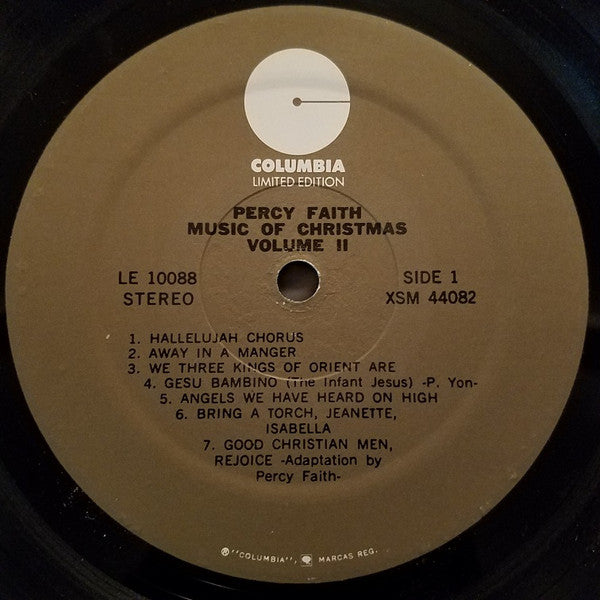 COLUMBIA
LIMITED EDITION
PERCY FAITH
MUSIC OF CHRISTMAS
VOLUME II
LE 10088
STEREO
SIDE 1
XSM 44082
1. HALLELUJAH CHORUS
2. AWAY IN A MANGER
3. WE THREE KINGS OF ORIENT ARE
4. GESU BAMBINO (The Infant Jesus) -P. Yon-
5. ANGELS WE HAVE HEARD ON HIGH
6. BRING A TORCH, JEANETTE,
ISABELLA
7. GOOD CHRISTIAN MEN,
REJOICE -Adaptation by
Percy Faith-
®"COLUMBIA", MARCAS REG.